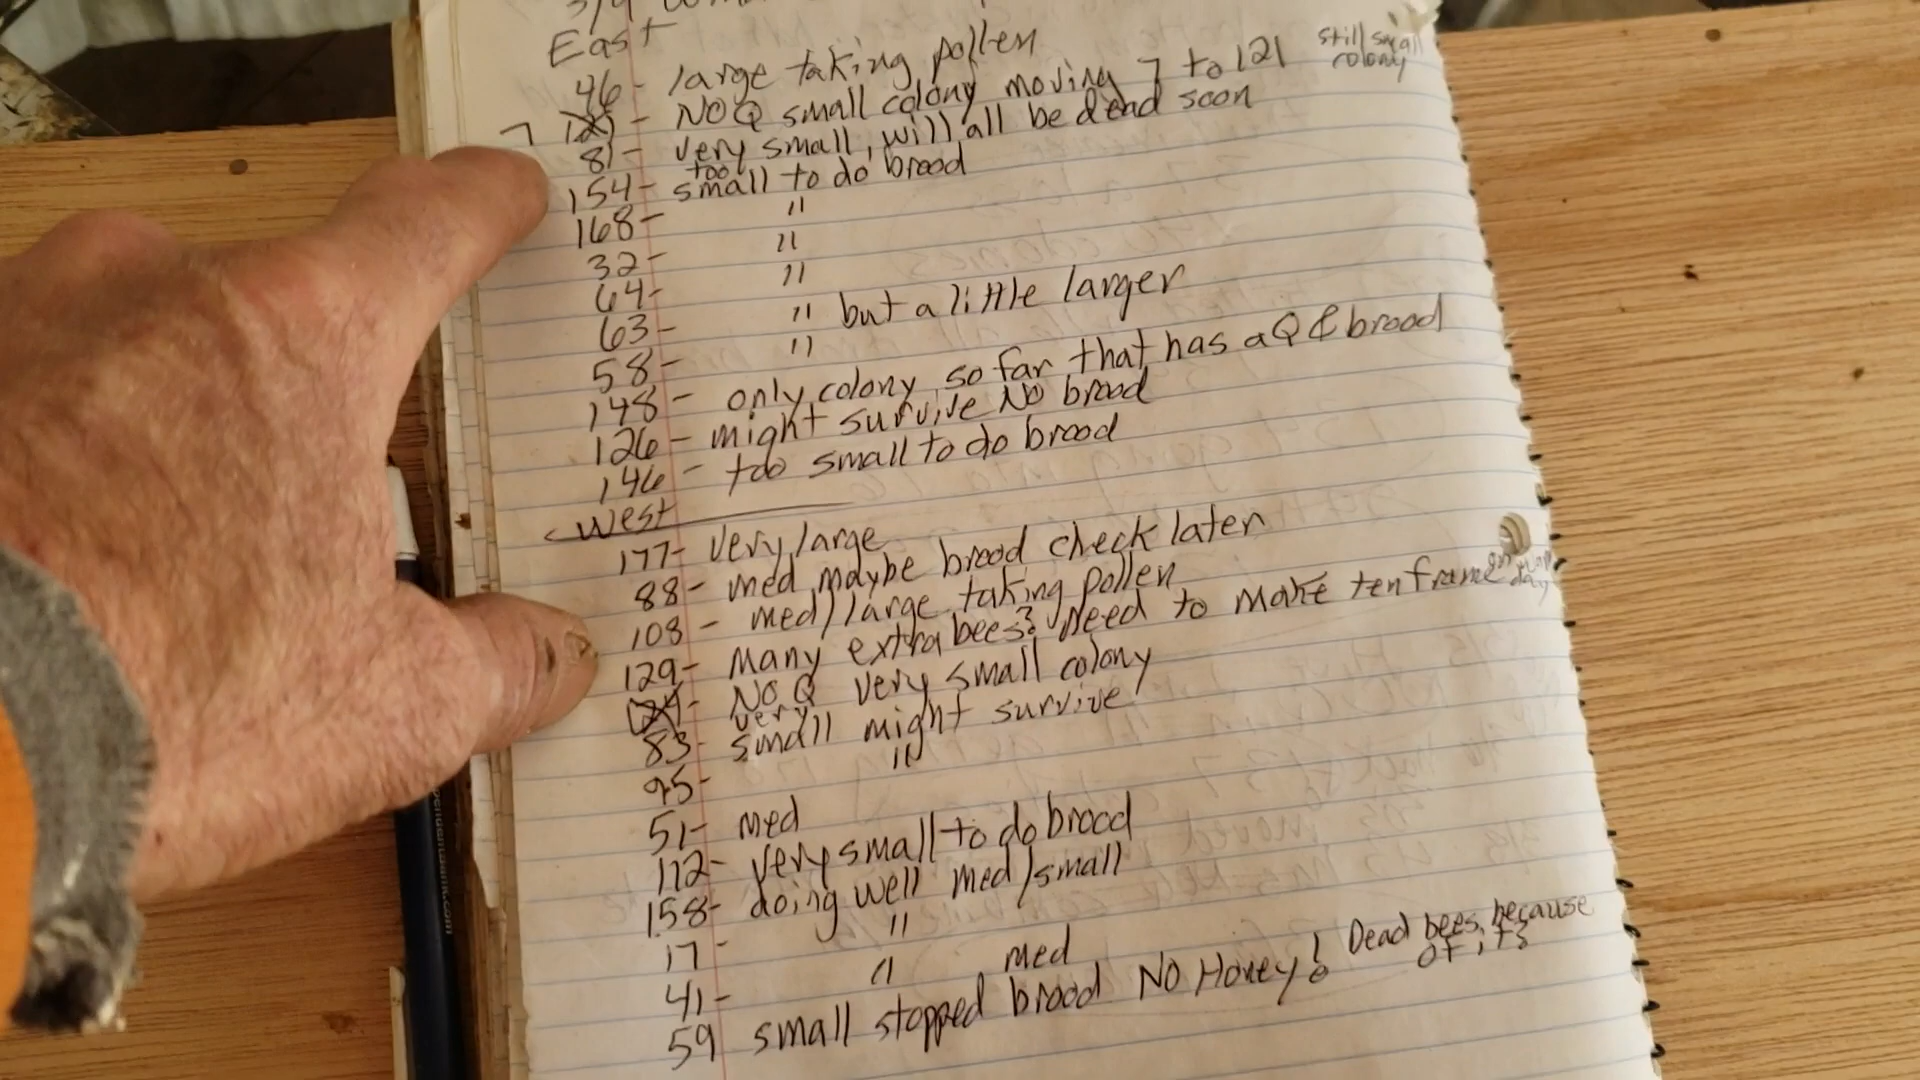 3/9
East
46- large taking pollen
7 121- NO Q small colony moving 7 to 121 still small colony
81- very small, will all be dead soon
154- too small to do brood
168- "
32- "
64- "
63- " but a little larger
58- "
148- only colony so far that has a Q & brood
126- might survive NO brood
146- too small to do brood
West
177- very large
88- med maybe brood check later
108- med/large taking pollen
129- Many extra bees? Need to make ten frame day
NO Q very small colony
83- very small might survive
95- "
51- med
112- very small to do brood
158- doing well med/small
17- "
41- " med
59 small stopped brood NO Honey! Dead bees because of it?
pendentbank.com